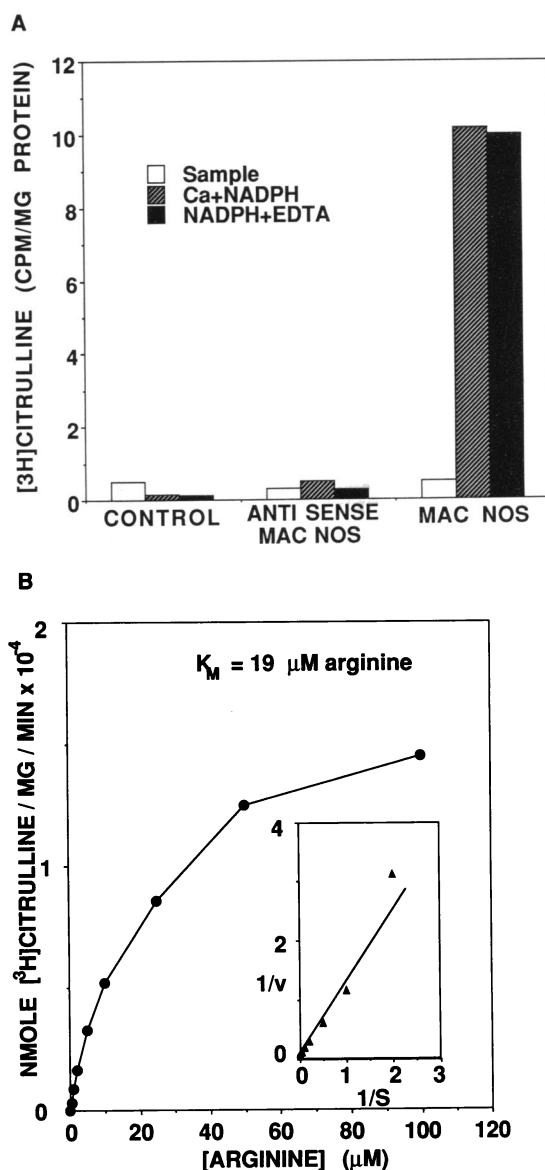 A
[3H]CITRULLINE (CPM/MG PROTEIN)
12
10
8
6
4
2
0
Sample
Ca+NADPH
NADPH+EDTA
CONTROL
ANTI SENSE
MAC NOS
MAC NOS
B
NMOLE [³H]CITRULLINE / MG / MIN x 10⁻⁴
2
1
0
K_M = 19 μM arginine
4
2
1/v
0
0
1
2
3
1/S
0
20
40
60
80
100
120
[ARGININE] (μM)